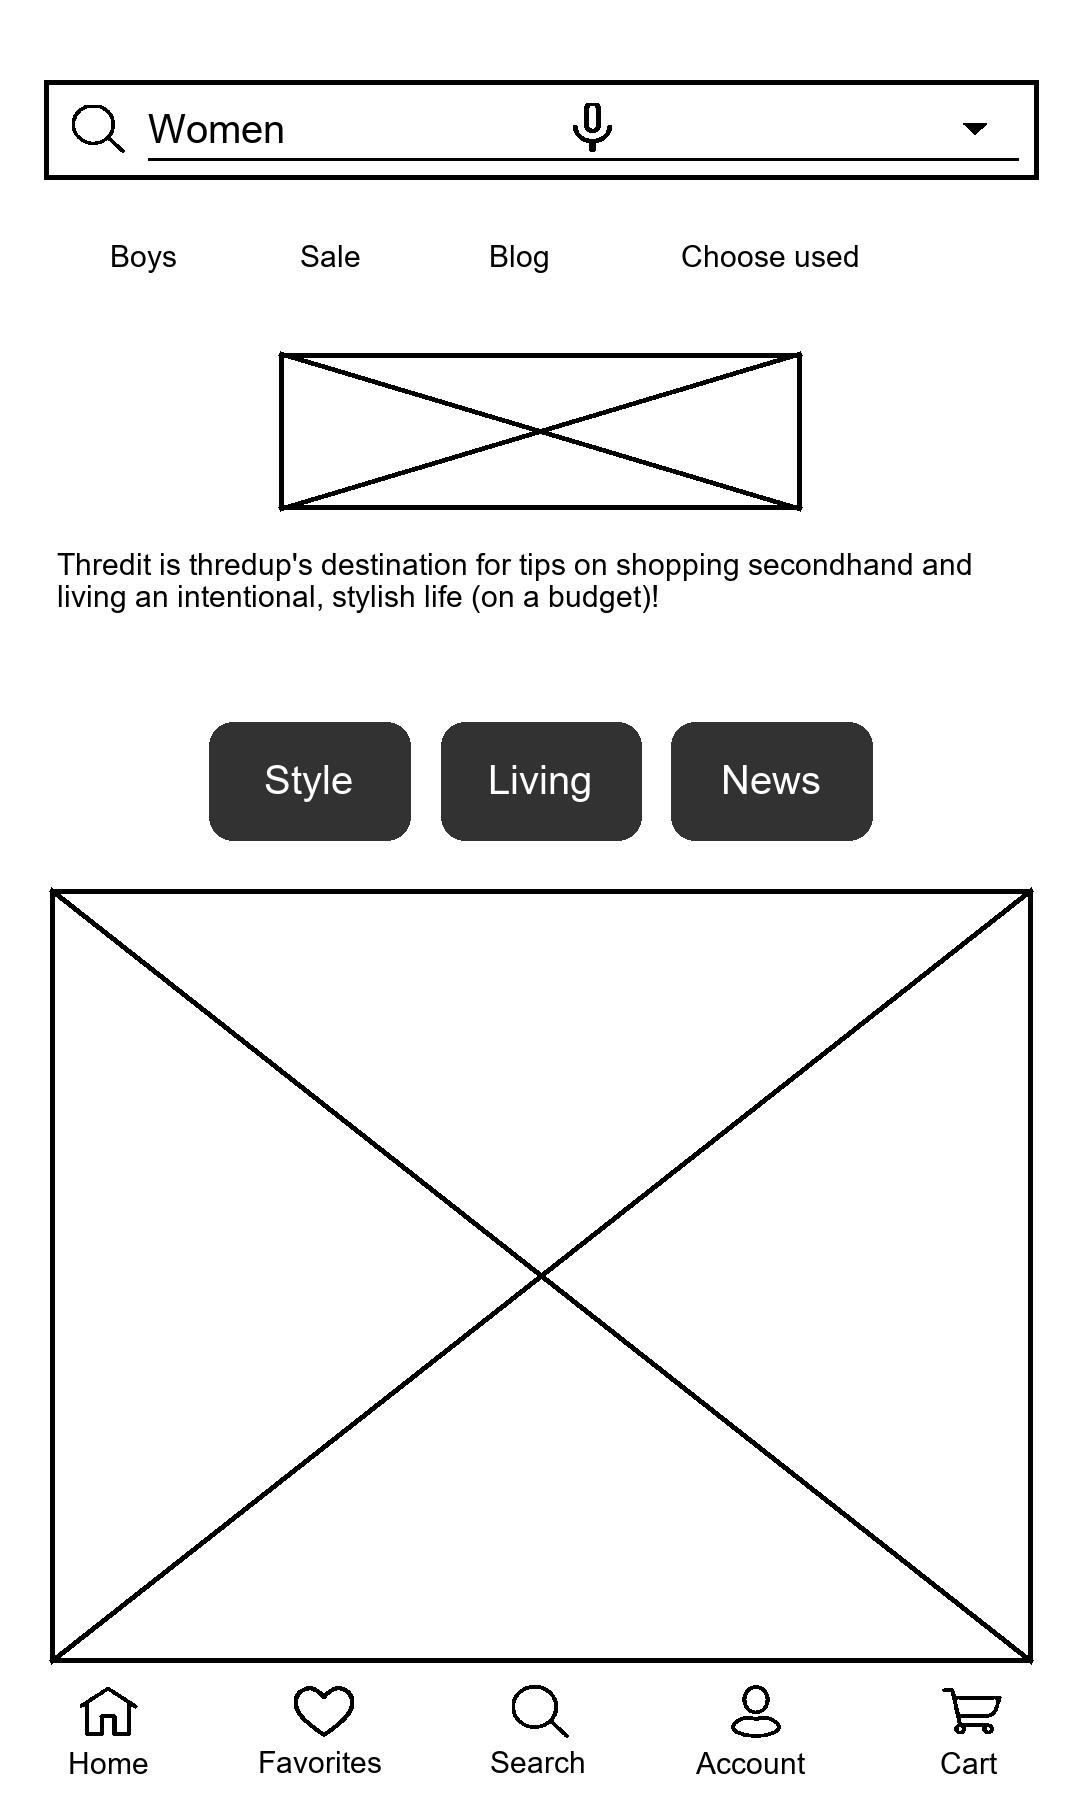 Women
Boys Sale Blog Choose used
Thredit is thredup's destination for tips on shopping secondhand and
living an intentional, stylish life (on a budget)!
Style Living News
Home Favorites Search Account Cart